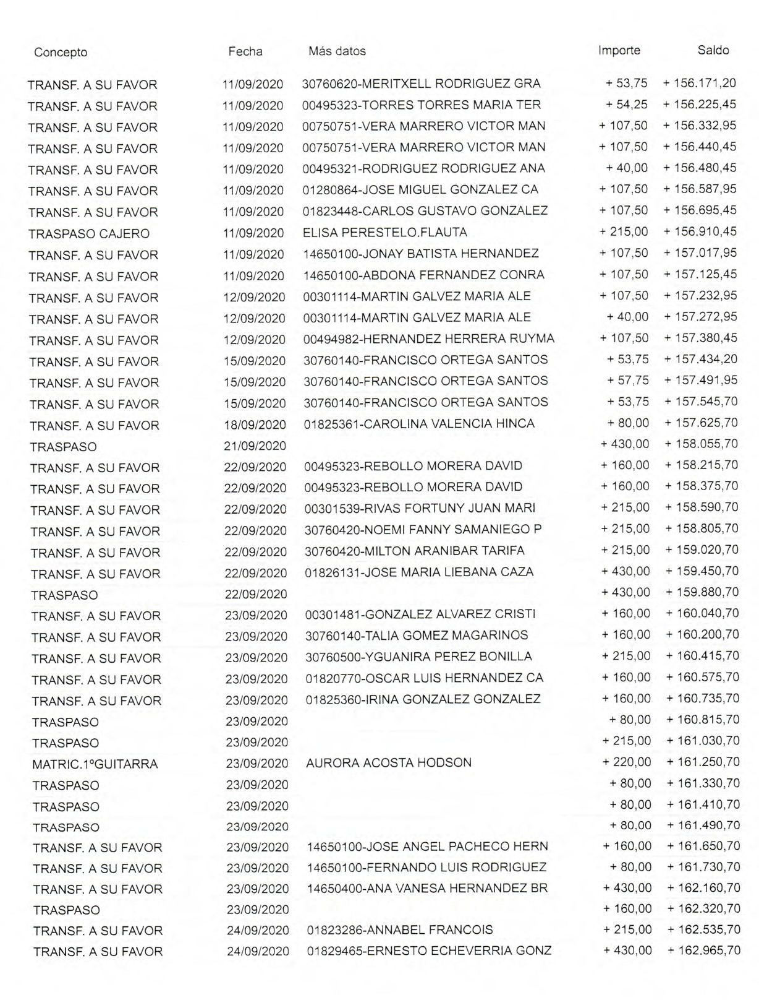 Concepto Fecha Más datos Importe Saldo
TRANSF. A SU FAVOR 11/09/2020 30760620-MERITXELL RODRIGUEZ GRA + 53,75 + 156.171,20
TRANSF. A SU FAVOR 11/09/2020 00495323-TORRES TORRES MARIA TER + 54,25 + 156.225,45
TRANSF. A SU FAVOR 11/09/2020 00750751-VERA MARRERO VICTOR MAN + 107,50 + 156.332,95
TRANSF. A SU FAVOR 11/09/2020 00750751-VERA MARRERO VICTOR MAN + 107,50 + 156.440,45
TRANSF. A SU FAVOR 11/09/2020 00495321-RODRIGUEZ RODRIGUEZ ANA + 40,00 + 156.480,45
TRANSF. A SU FAVOR 11/09/2020 01280864-JOSE MIGUEL GONZALEZ CA + 107,50 + 156.587,95
TRANSF. A SU FAVOR 11/09/2020 01823448-CARLOS GUSTAVO GONZALEZ + 107,50 + 156.695,45
TRASPASO CAJERO 11/09/2020 ELISA PERESTELO.FLAUTA + 215,00 + 156.910,45
TRANSF. A SU FAVOR 11/09/2020 14650100-JONAY BATISTA HERNANDEZ + 107,50 + 157.017,95
TRANSF. A SU FAVOR 11/09/2020 14650100-ABDONA FERNANDEZ CONRA + 107,50 + 157.125,45
TRANSF. A SU FAVOR 12/09/2020 00301114-MARTIN GALVEZ MARIA ALE + 107,50 + 157.232,95
TRANSF. A SU FAVOR 12/09/2020 00301114-MARTIN GALVEZ MARIA ALE + 40,00 + 157.272,95
TRANSF. A SU FAVOR 12/09/2020 00494982-HERNANDEZ HERRERA RUYMA + 107,50 + 157.380,45
TRANSF. A SU FAVOR 15/09/2020 30760140-FRANCISCO ORTEGA SANTOS + 53,75 + 157.434,20
TRANSF. A SU FAVOR 15/09/2020 30760140-FRANCISCO ORTEGA SANTOS + 57,75 + 157.491,95
TRANSF. A SU FAVOR 15/09/2020 30760140-FRANCISCO ORTEGA SANTOS + 53,75 + 157.545,70
TRANSF. A SU FAVOR 18/09/2020 01825361-CAROLINA VALENCIA HINCA + 80,00 + 157.625,70
TRASPASO 21/09/2020 + 430,00 + 158.055,70
TRANSF. A SU FAVOR 22/09/2020 00495323-REBOLLO MORERA DAVID + 160,00 + 158.215,70
TRANSF. A SU FAVOR 22/09/2020 00495323-REBOLLO MORERA DAVID + 160,00 + 158.375,70
TRANSF. A SU FAVOR 22/09/2020 00301539-RIVAS FORTUNY JUAN MARI + 215,00 + 158.590,70
TRANSF. A SU FAVOR 22/09/2020 30760420-NOEMI FANNY SAMANIEGO P + 215,00 + 158.805,70
TRANSF. A SU FAVOR 22/09/2020 30760420-MILTON ARANIBAR TARIFA + 215,00 + 159.020,70
TRANSF. A SU FAVOR 22/09/2020 01826131-JOSE MARIA LIEBANA CAZA + 430,00 + 159.450,70
TRASPASO 22/09/2020 + 430,00 + 159.880,70
TRANSF. A SU FAVOR 23/09/2020 00301481-GONZALEZ ALVAREZ CRISTI + 160,00 + 160.040,70
TRANSF. A SU FAVOR 23/09/2020 30760140-TALIA GOMEZ MAGARINOS + 160,00 + 160.200,70
TRANSF. A SU FAVOR 23/09/2020 30760500-YGUANIRA PEREZ BONILLA + 215,00 + 160.415,70
TRANSF. A SU FAVOR 23/09/2020 01820770-OSCAR LUIS HERNANDEZ CA + 160,00 + 160.575,70
TRANSF. A SU FAVOR 23/09/2020 01825360-IRINA GONZALEZ GONZALEZ + 160,00 + 160.735,70
TRASPASO 23/09/2020 + 80,00 + 160.815,70
TRASPASO 23/09/2020 + 215,00 + 161.030,70
MATRIC.1ºGUITARRA 23/09/2020 AURORA ACOSTA HODSON + 220,00 + 161.250,70
TRASPASO 23/09/2020 + 80,00 + 161.330,70
TRASPASO 23/09/2020 + 80,00 + 161.410,70
TRASPASO 23/09/2020 + 80,00 + 161.490,70
TRANSF. A SU FAVOR 23/09/2020 14650100-JOSE ANGEL PACHECO HERN + 160,00 + 161.650,70
TRANSF. A SU FAVOR 23/09/2020 14650100-FERNANDO LUIS RODRIGUEZ + 80,00 + 161.730,70
TRANSF. A SU FAVOR 23/09/2020 14650400-ANA VANESA HERNANDEZ BR + 430,00 + 162.160,70
TRASPASO 23/09/2020 + 160,00 + 162.320,70
TRANSF. A SU FAVOR 24/09/2020 01823286-ANNABEL FRANCOIS + 215,00 + 162.535,70
TRANSF. A SU FAVOR 24/09/2020 01829465-ERNESTO ECHEVERRIA GONZ + 430,00 + 162.965,70